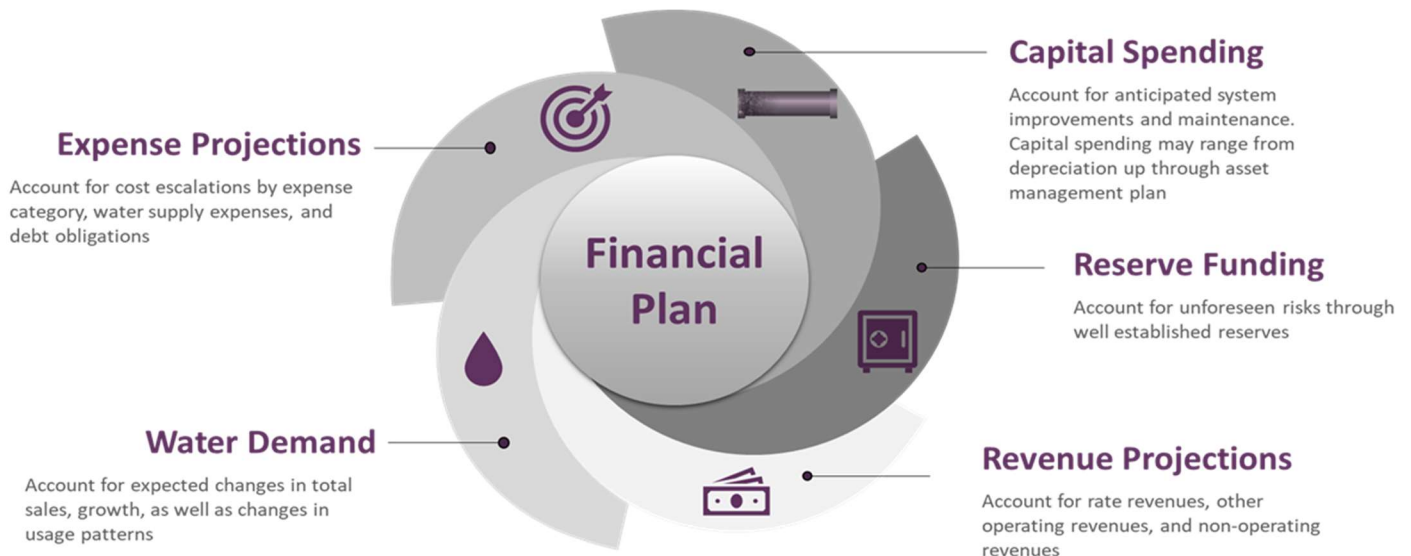 Financial
Plan
Capital Spending
Account for anticipated system
improvements and maintenance.
Capital spending may range from
depreciation up through asset
management plan
Reserve Funding
Account for unforeseen risks through
well established reserves
Revenue Projections
Account for rate revenues, other
operating revenues, and non-operating
revenues
Water Demand
Account for expected changes in total
sales, growth, as well as changes in
usage patterns
Expense Projections
Account for cost escalations by expense
category, water supply expenses, and
debt obligations